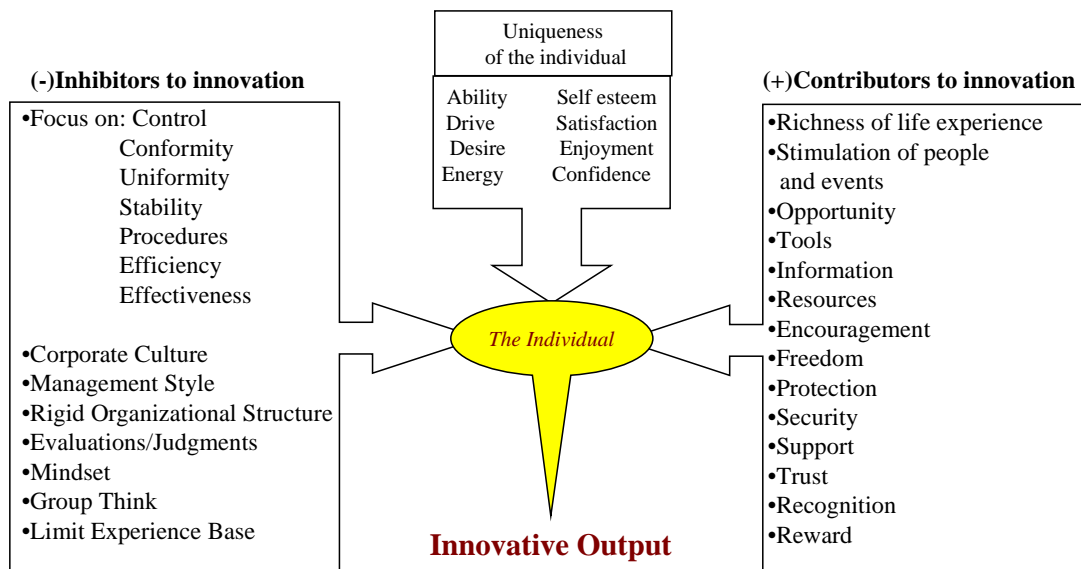 Uniqueness
of the individual
Ability Self esteem
Drive Satisfaction
Desire Enjoyment
Energy Confidence
(-)Inhibitors to innovation
•Focus on: Control
Conformity
Uniformity
Stability
Procedures
Efficiency
Effectiveness
•Corporate Culture
•Management Style
•Rigid Organizational Structure
•Evaluations/Judgments
•Mindset
•Group Think
•Limit Experience Base
The Individual
Innovative Output
(+)Contributors to innovation
•Richness of life experience
•Stimulation of people
and events
•Opportunity
•Tools
•Information
•Resources
•Encouragement
•Freedom
•Protection
•Security
•Support
•Trust
•Recognition
•Reward